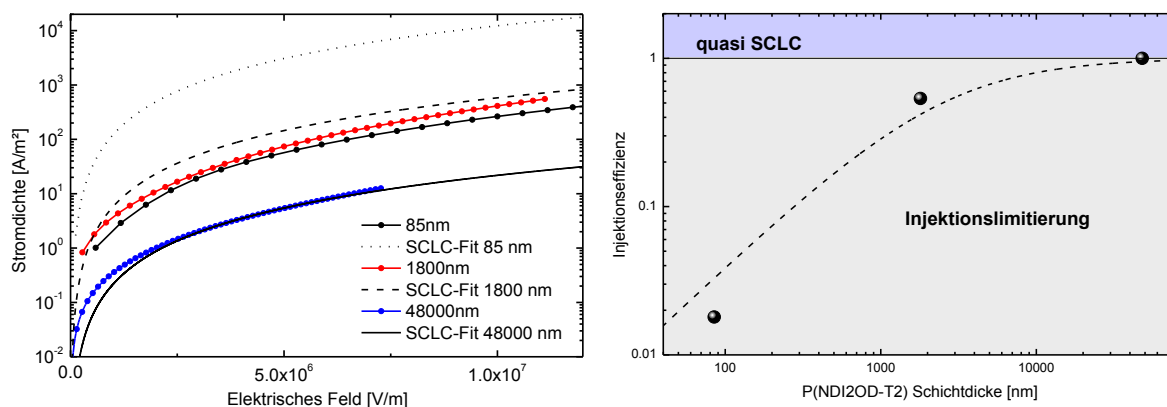 10⁴
10³
10²
10¹
10⁰
10⁻¹
10⁻²
0.0
5.0x10⁶
1.0x10⁷
Stromdichte [A/m²]
Elektrisches Feld [V/m]
85nm
SCLC-Fit 85 nm
1800nm
SCLC-Fit 1800 nm
48000nm
SCLC-Fit 48000 nm
quasi SCLC
Injektionslimitierung
1
0.1
0.01
100
1000
10000
Injektionseffizienz
P(NDI2OD-T2) Schichtdicke [nm]